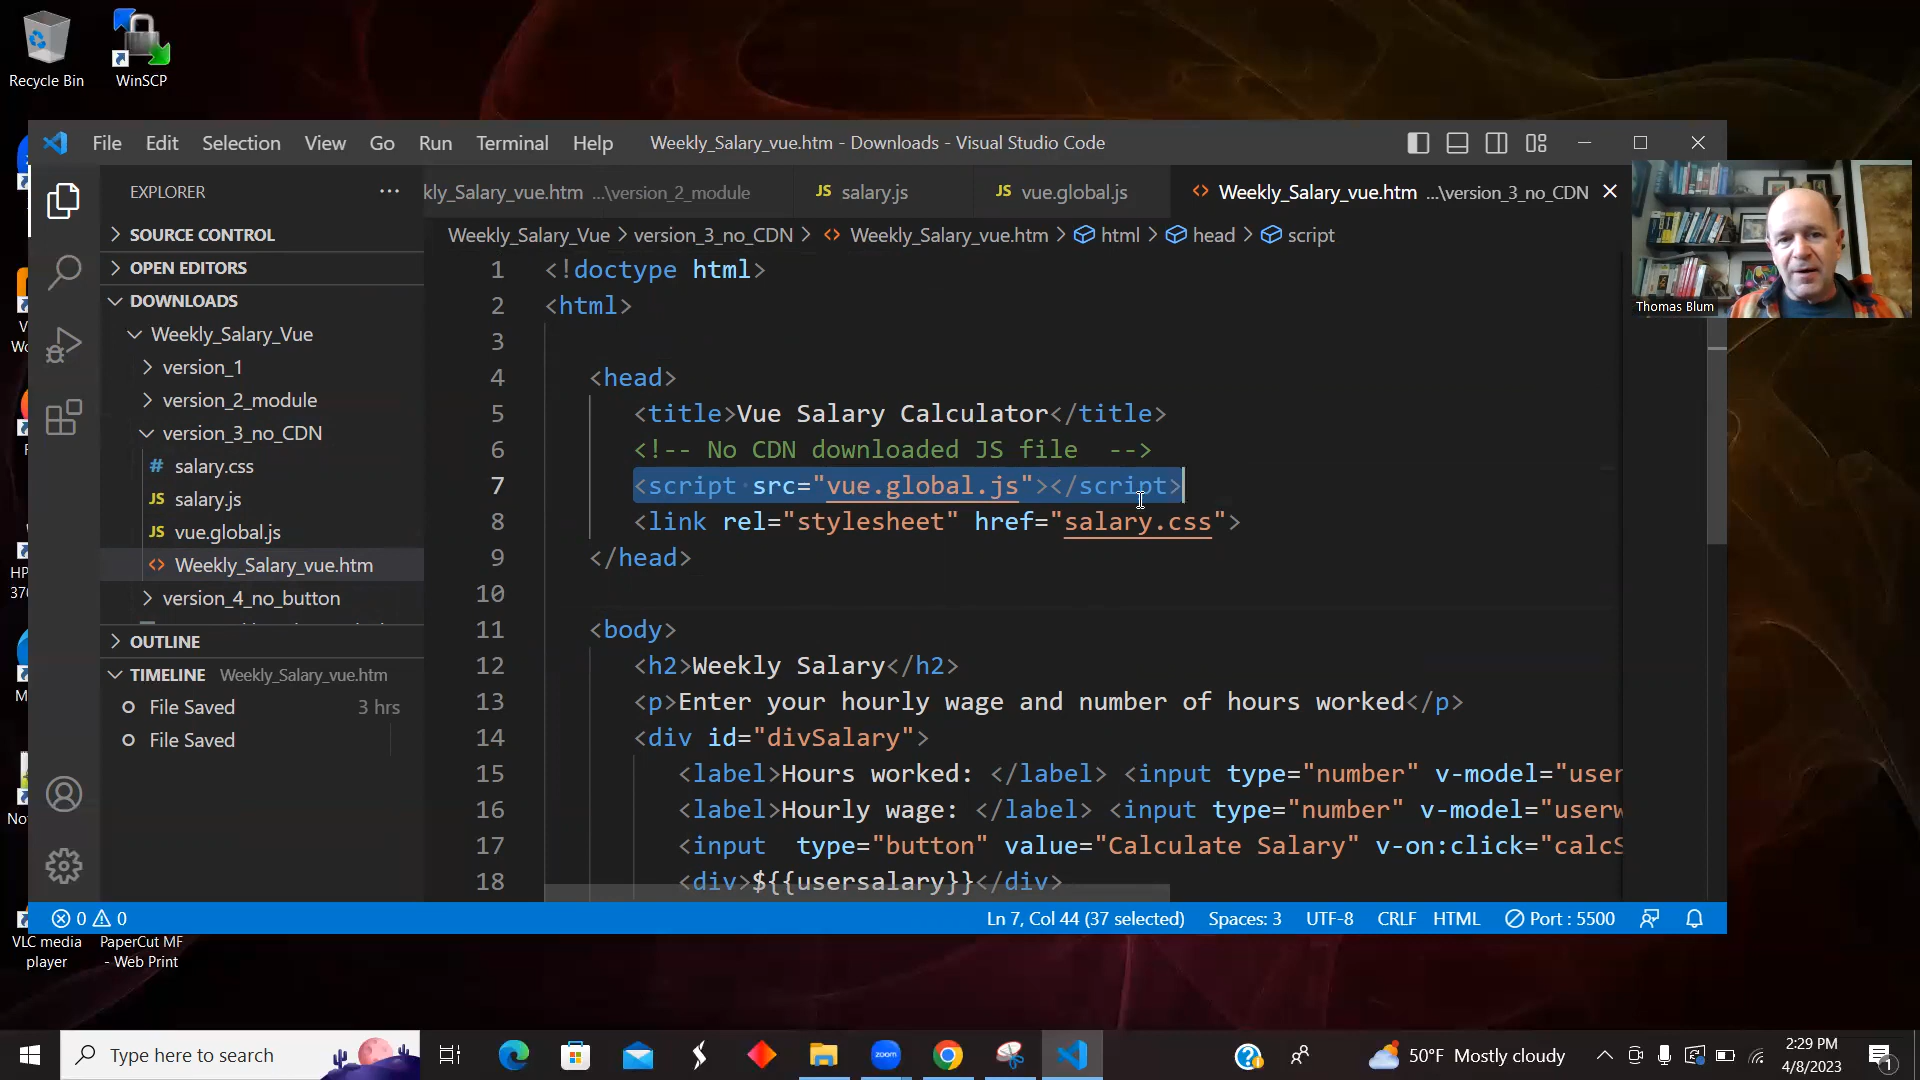 Recycle Bin
WinSCP
File Edit Selection View Go Run Terminal Help
Weekly_Salary_vue.htm - Downloads - Visual Studio Code
EXPLORER
kly_Salary_vue.htm ...\version_2_module
salary.js
vue.global.js
Weekly_Salary_vue.htm ...\version_3_no_CDN
Weekly_Salary_Vue > version_3_no_CDN > Weekly_Salary_vue.htm > html > head > script
SOURCE CONTROL
OPEN EDITORS
DOWNLOADS
Weekly_Salary_Vue
version_1
version_2_module
version_3_no_CDN
salary.css
JS salary.js
JS vue.global.js
Weekly_Salary_vue.htm
version_4_no_button
OUTLINE
TIMELINE Weekly_Salary_vue.htm
File Saved 3 hrs
File Saved
1 <!doctype html>
2 <html>
3
4 <head>
5 <title>Vue Salary Calculator</title>
6 <!-- No CDN downloaded JS file -->
7 <script src="vue.global.js"></script>
8 <link rel="stylesheet" href="salary.css">
9 </head>
10
11 <body>
12 <h2>Weekly Salary</h2>
13 <p>Enter your hourly wage and number of hours worked</p>
14 <div id="divSalary">
15 <label>Hours worked: </label> <input type="number" v-model="user
16 <label>Hourly wage: </label> <input type="number" v-model="userw
17 <input type="button" value="Calculate Salary" v-on:click="calcS
18 <div>${{usersalary}}</div>
Thomas Blum
0 0
Ln 7, Col 44 (37 selected) Spaces: 3 UTF-8 CRLF HTML Port : 5500
VLC media
player
PaperCut MF
- Web Print
Type here to search
zoom
50°F Mostly cloudy
2:29 PM
4/8/2023
1